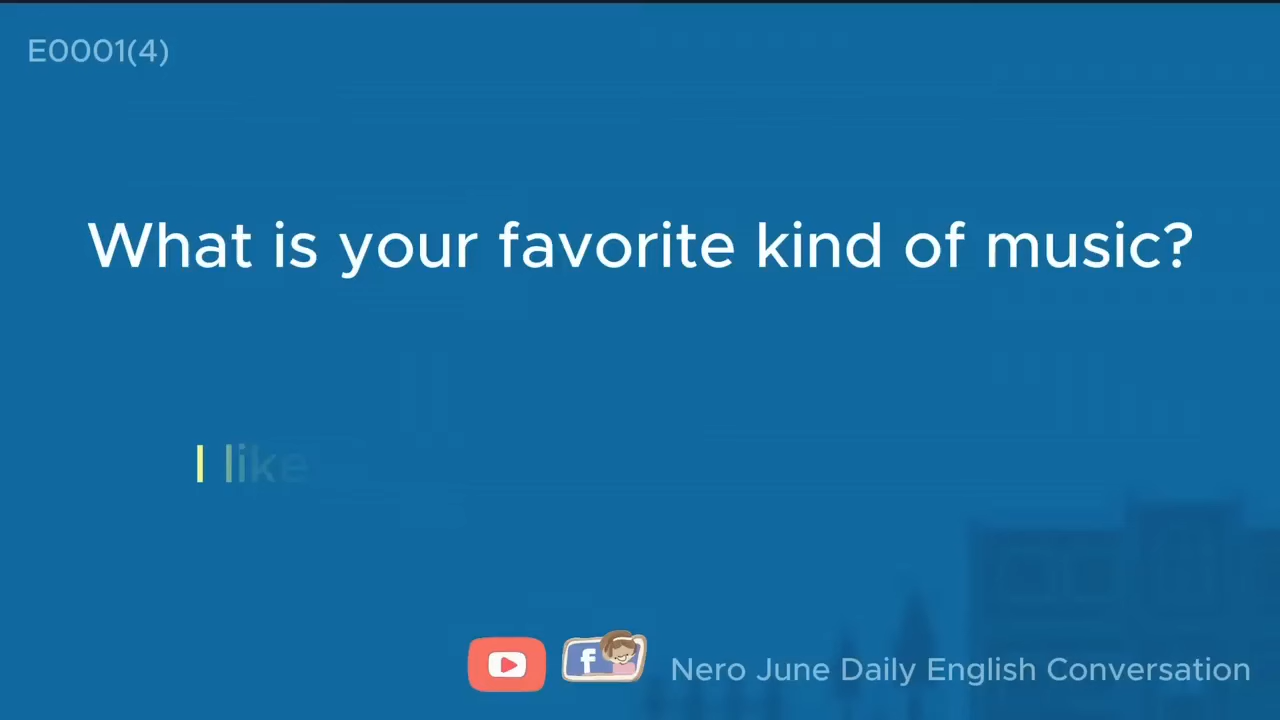 E0001(4)
What is your favorite kind of music?
I like
f
Nero June Daily English Conversation